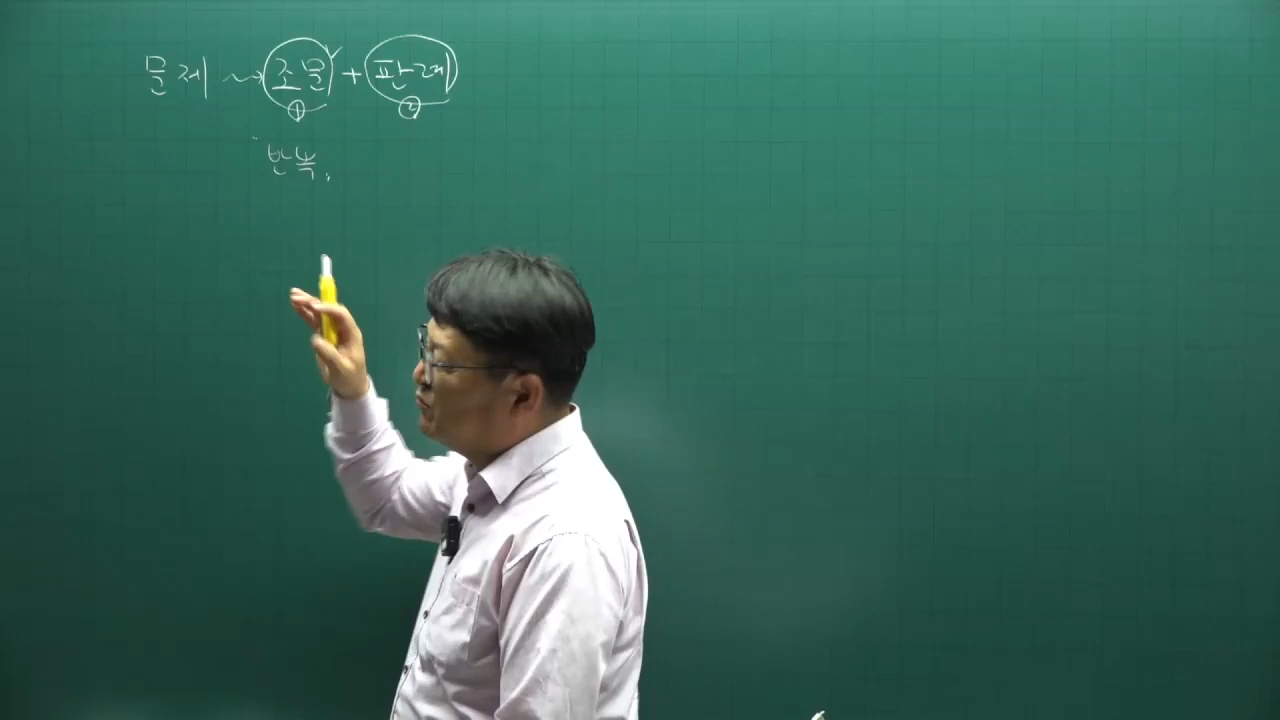 문제 ~> 조문 + 판례
① ②
반복.